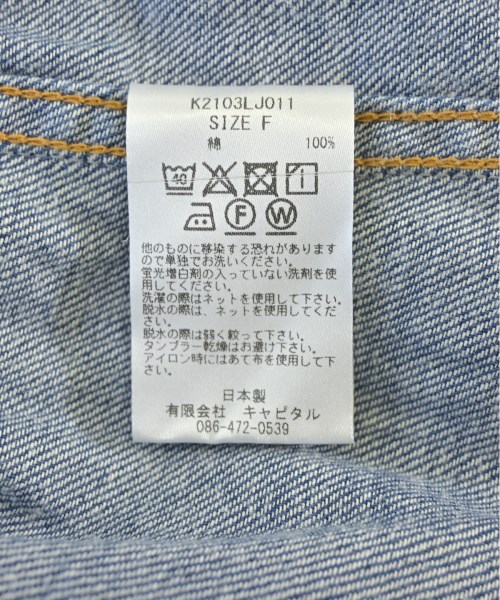 K2103LJ011
SIZE F
綿 100%
40
F W
他のものに移染する恐れがあります
ので単独でお洗いください。
蛍光増白剤の入っていない洗剤を使
用してください。
洗濯の際はネットを使用して下さい。
脱水の際は、ネットを使用してくだ
さい。
脱水の際は弱く絞って下さい。
タンブラー乾燥はお避け下さい。
アイロン時にはあて布を使用して下
さい。
日本製
有限会社 キャピタル
086-472-0539